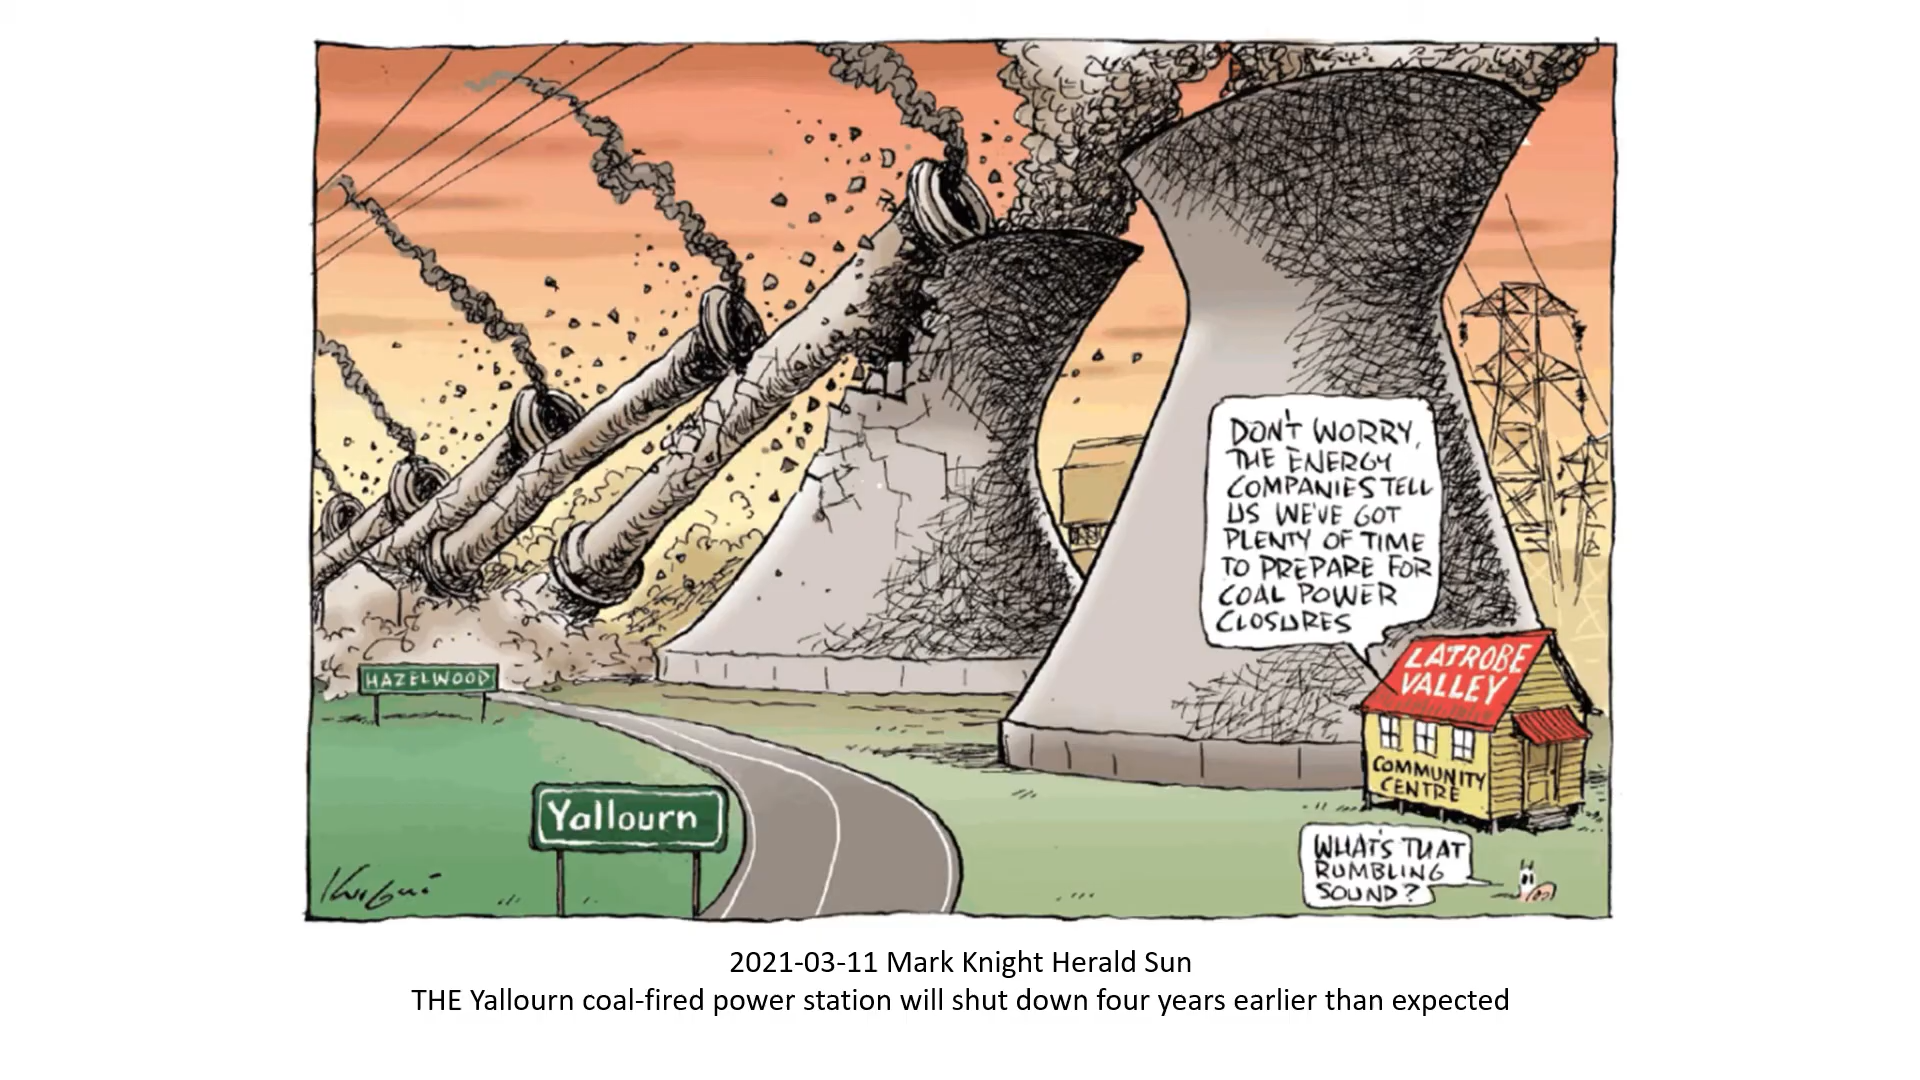 DON'T WORRY,
THE ENERGY
COMPANIES TELL
US WE'VE GOT
PLENTY OF TIME
TO PREPARE FOR
COAL POWER
CLOSURES
LATROBE
VALLEY
HAZELWOOD
COMMUNITY
CENTRE
Yallourn
WHAT'S THAT
RUMBLING
SOUND?
Knight
2021-03-11 Mark Knight Herald Sun
THE Yallourn coal-fired power station will shut down four years earlier than expected